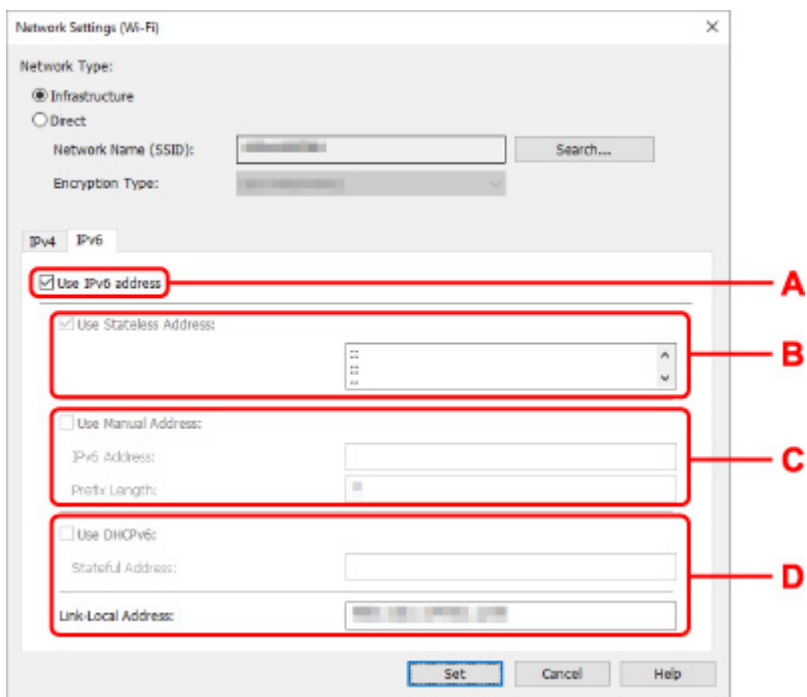 Network Settings (Wi-Fi)
Network Type:
Infrastructure
Direct
Network Name (SSID):
Search...
Encryption Type:
IPv4 IPv6
Use IPv6 address
A
Use Stateless Address:
::
::
::
B
Use Manual Address:
IPv6 Address:
C
Prefix Length:
Use DHCPv6:
Stateful Address:
D
Link-Local Address:
Set Cancel Help